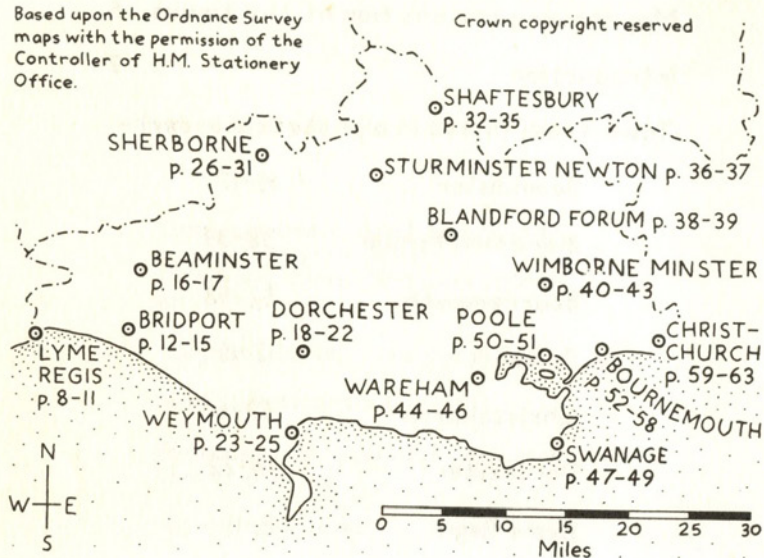 Based upon the Ordnance Survey
maps with the permission of the
Controller of H.M. Stationery
Office.
Crown copyright reserved
SHAFTESBURY
p. 32-35
SHERBORNE
p. 26-31
STURMINSTER NEWTON p. 36-37
BLANDFORD FORUM p. 38-39
BEAMINSTER
p. 16-17
WIMBORNE MINSTER
p. 40-43
BRIDPORT
p. 12-15
DORCHESTER
p. 18-22
POOLE
p. 50-51
CHRIST-
CHURCH
p. 59-63
LYME
REGIS
p. 8-11
WAREHAM
p. 44-46
BOURNEMOUTH
p. 52-58
WEYMOUTH
p. 23-25
SWANAGE
p. 47-49
N
W E
S
0 5 10 15 20 25 30
Miles